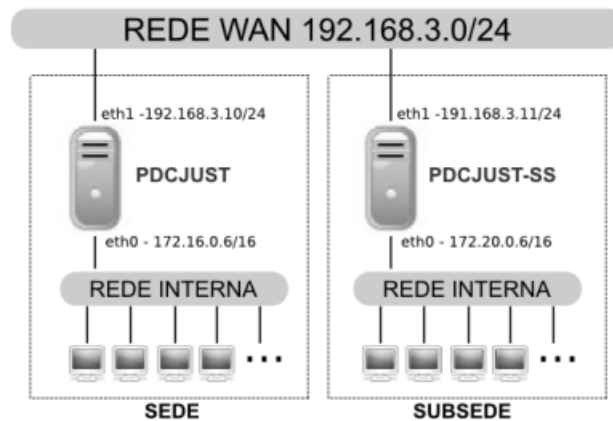 REDE WAN 192.168.3.0/24
eth1 -192.168.3.10/24
eth1 -191.168.3.11/24
PDCJUST
PDCJUST-SS
eth0 - 172.16.0.6/16
eth0 - 172.20.0.6/16
REDE INTERNA
REDE INTERNA
SEDE
SUBSEDE